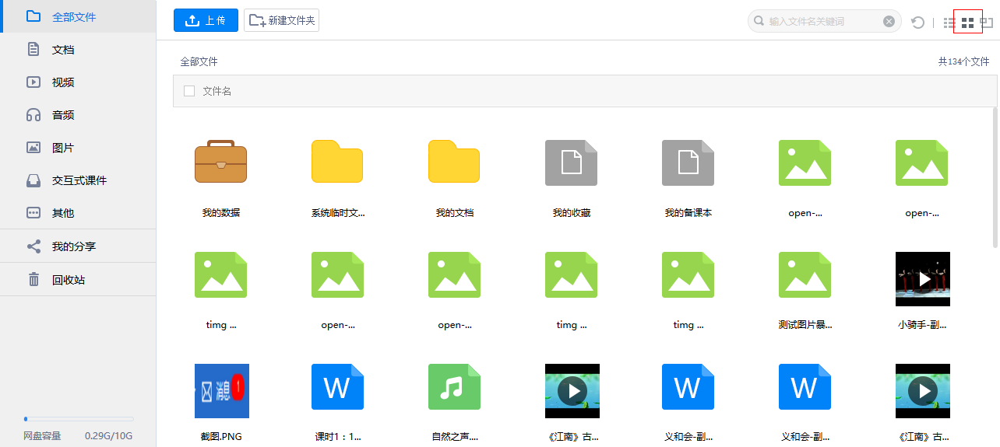 全部文件
文档
视频
音频
图片
交互式课件
其他
我的分享
回收站
网盘容量 0.29G/10G
上传 新建文件夹 输入文件名关键词
全部文件 共134个文件
文件名
我的数据 系统临时文... 我的文档 我的收藏 我的备课本 open-... open-...
timg ... open-... open-... timg ... timg ... 测试图片暴... 小骑手-副...
消息 1
W W W
截图.PNG 课时1：1... 自然之声.... 《江南》古... 义和会-副... 义和会-副... 《江南》古...